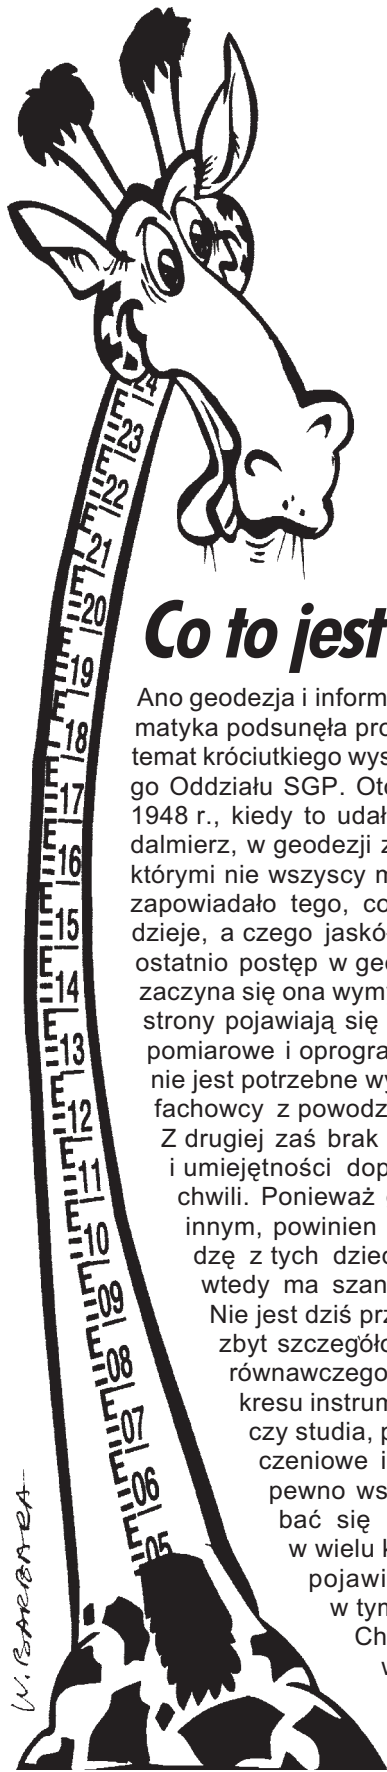 24
23
22
21
20
Co to jest
19
Ano geodezja i inform
18
matyka podsunęła pro
temat króciutkiego wys
17
go Oddziału SGP. Oto
1948 r., kiedy to udał
16
dalmierz, w geodezji z
którymi nie wszyscy m
15
zapowiadało tego, co
dzieje, a czego jaskó
14
ostatnio postęp w geo
zaczyna się ona wym
strony pojawiają się
13
pomiarowe i oprogra
nie jest potrzebne wy
12
fachowcy z powodz
Z drugiej zaś brak
11
i umiejętności dop
chwili. Ponieważ
10
innym, powinien
dzę z tych dziec
09
wtedy ma szan
Nie jest dziś prz
08
zbyt szczegóło
równawczego
07
kresu instrum
czy studia, p
06
czeniowe i
pewno ws
05
bać się
w wielu k
pojawi
w tym
Ch
w
W. BARBARA